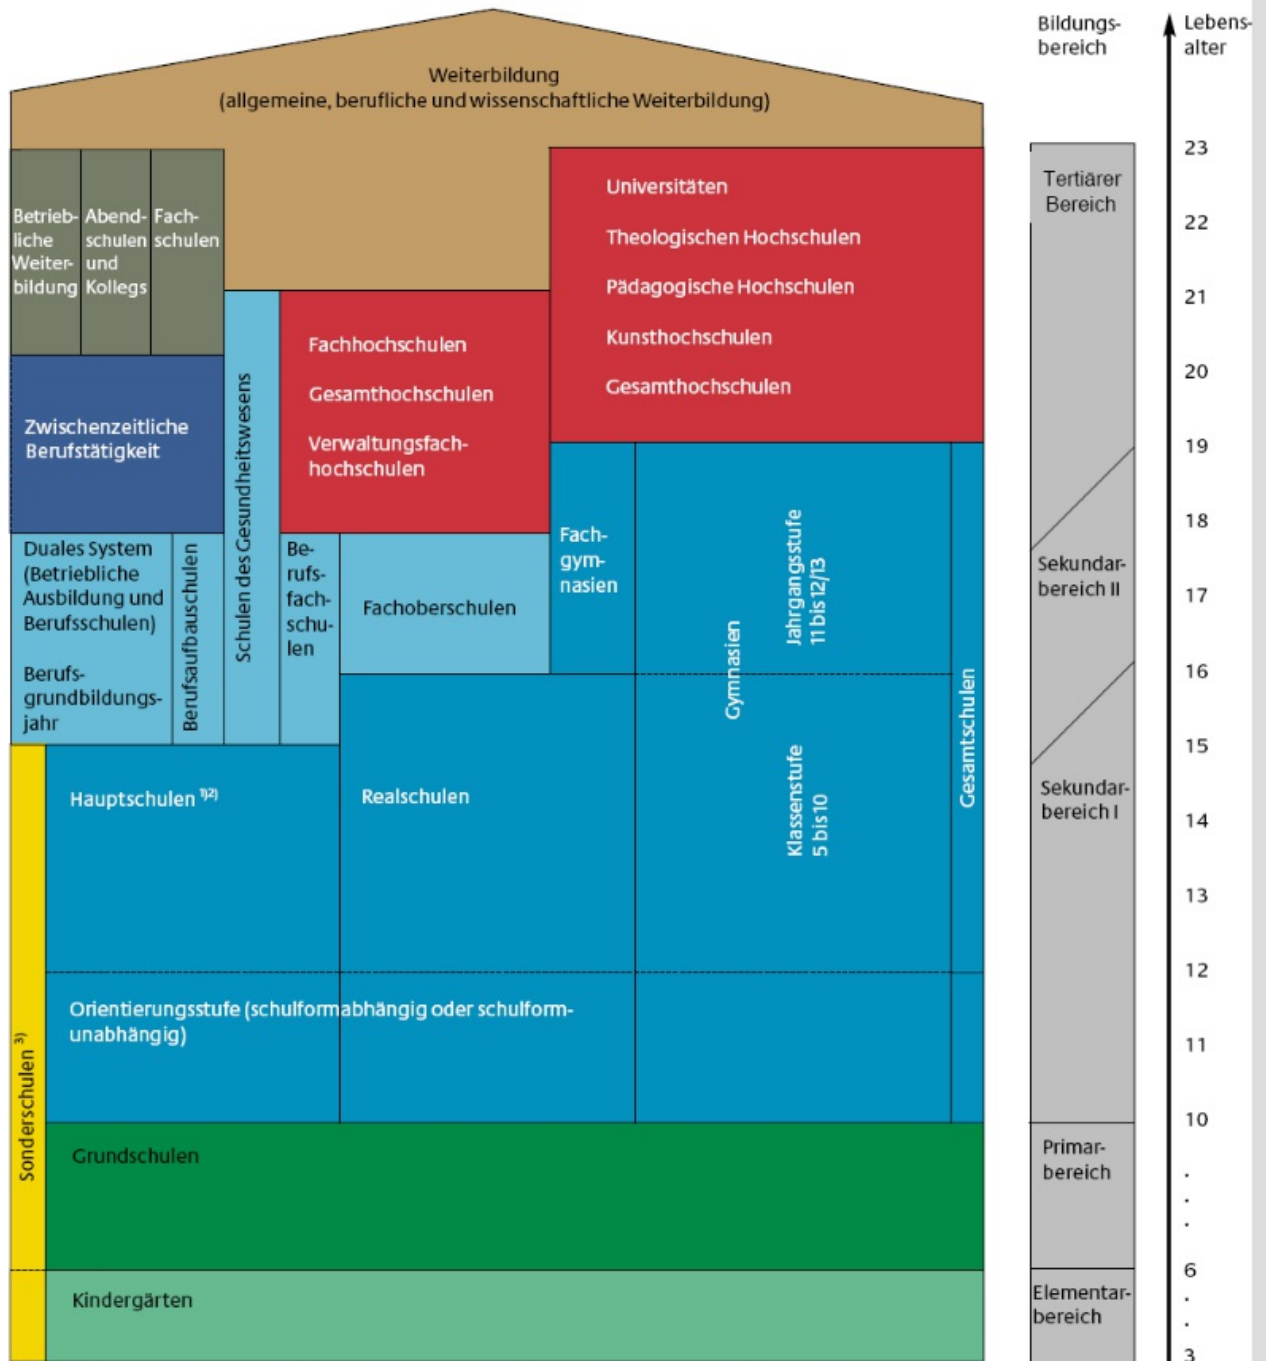 Weiterbildung
(allgemeine, berufliche und wissenschaftliche Weiterbildung)
Betrieb-
liche
Weiter-
bildung
Abend-
schulen
und
Kollegs
Fach-
schulen
Universitäten
Theologischen Hochschulen
Pädagogische Hochschulen
Kunsthochschulen
Gesamthochschulen
Zwischenzeitliche
Berufstätigkeit
Schulen des Gesundheitswesens
Fachhochschulen
Gesamthochschulen
Verwaltungsfach-
hochschulen
Duales System
(Betriebliche
Ausbildung und
Berufsschulen)
Berufs-
grundbildungs-
jahr
Berufsaufbauschulen
Be-
rufs-
fach-
schu-
len
Fachoberschulen
Fach-
gym-
nasien
Gymnasien
Jahrgangsstufe
11 bis 12/13
Klassenstufe
5 bis 10
Gesamtschulen
Hauptschulen 1)2)
Realschulen
Orientierungsstufe (schulformabhängig oder schulform-
unabhängig)
Sonderschulen 3)
Grundschulen
Kindergärten
Bildungs-
bereich
Tertiärer
Bereich
Sekundar-
bereich II
Sekundar-
bereich I
Primar-
bereich
Elementar-
bereich
Lebens-
alter
23
22
21
20
19
18
17
16
15
14
13
12
11
10
.
.
.
6
.
.
3